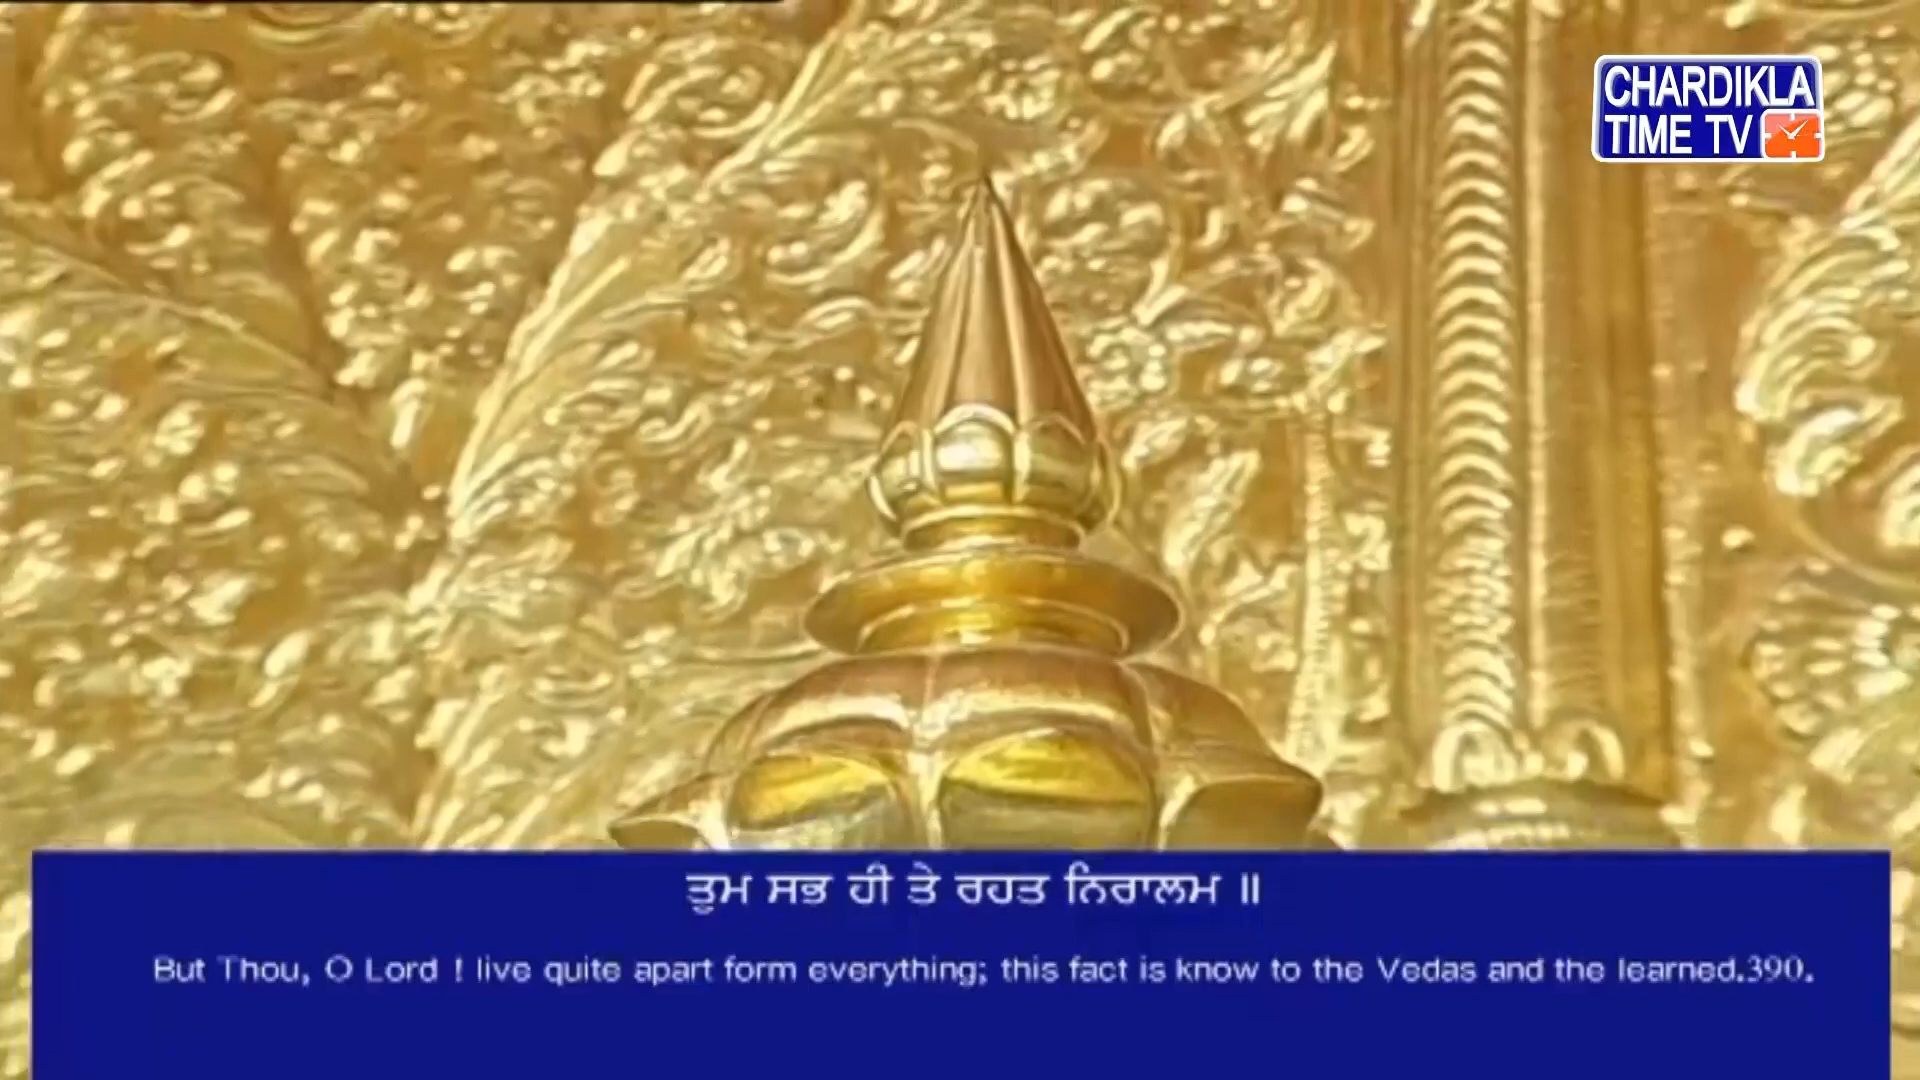 CHARDIKLA
TIME TV
ਤੁਮ ਸਭ ਹੀ ਤੇ ਰਹਤ ਨਿਰਾਲਮ ॥
But Thou, O Lord ! live quite apart form everything; this fact is know to the Vedas and the learned.390.